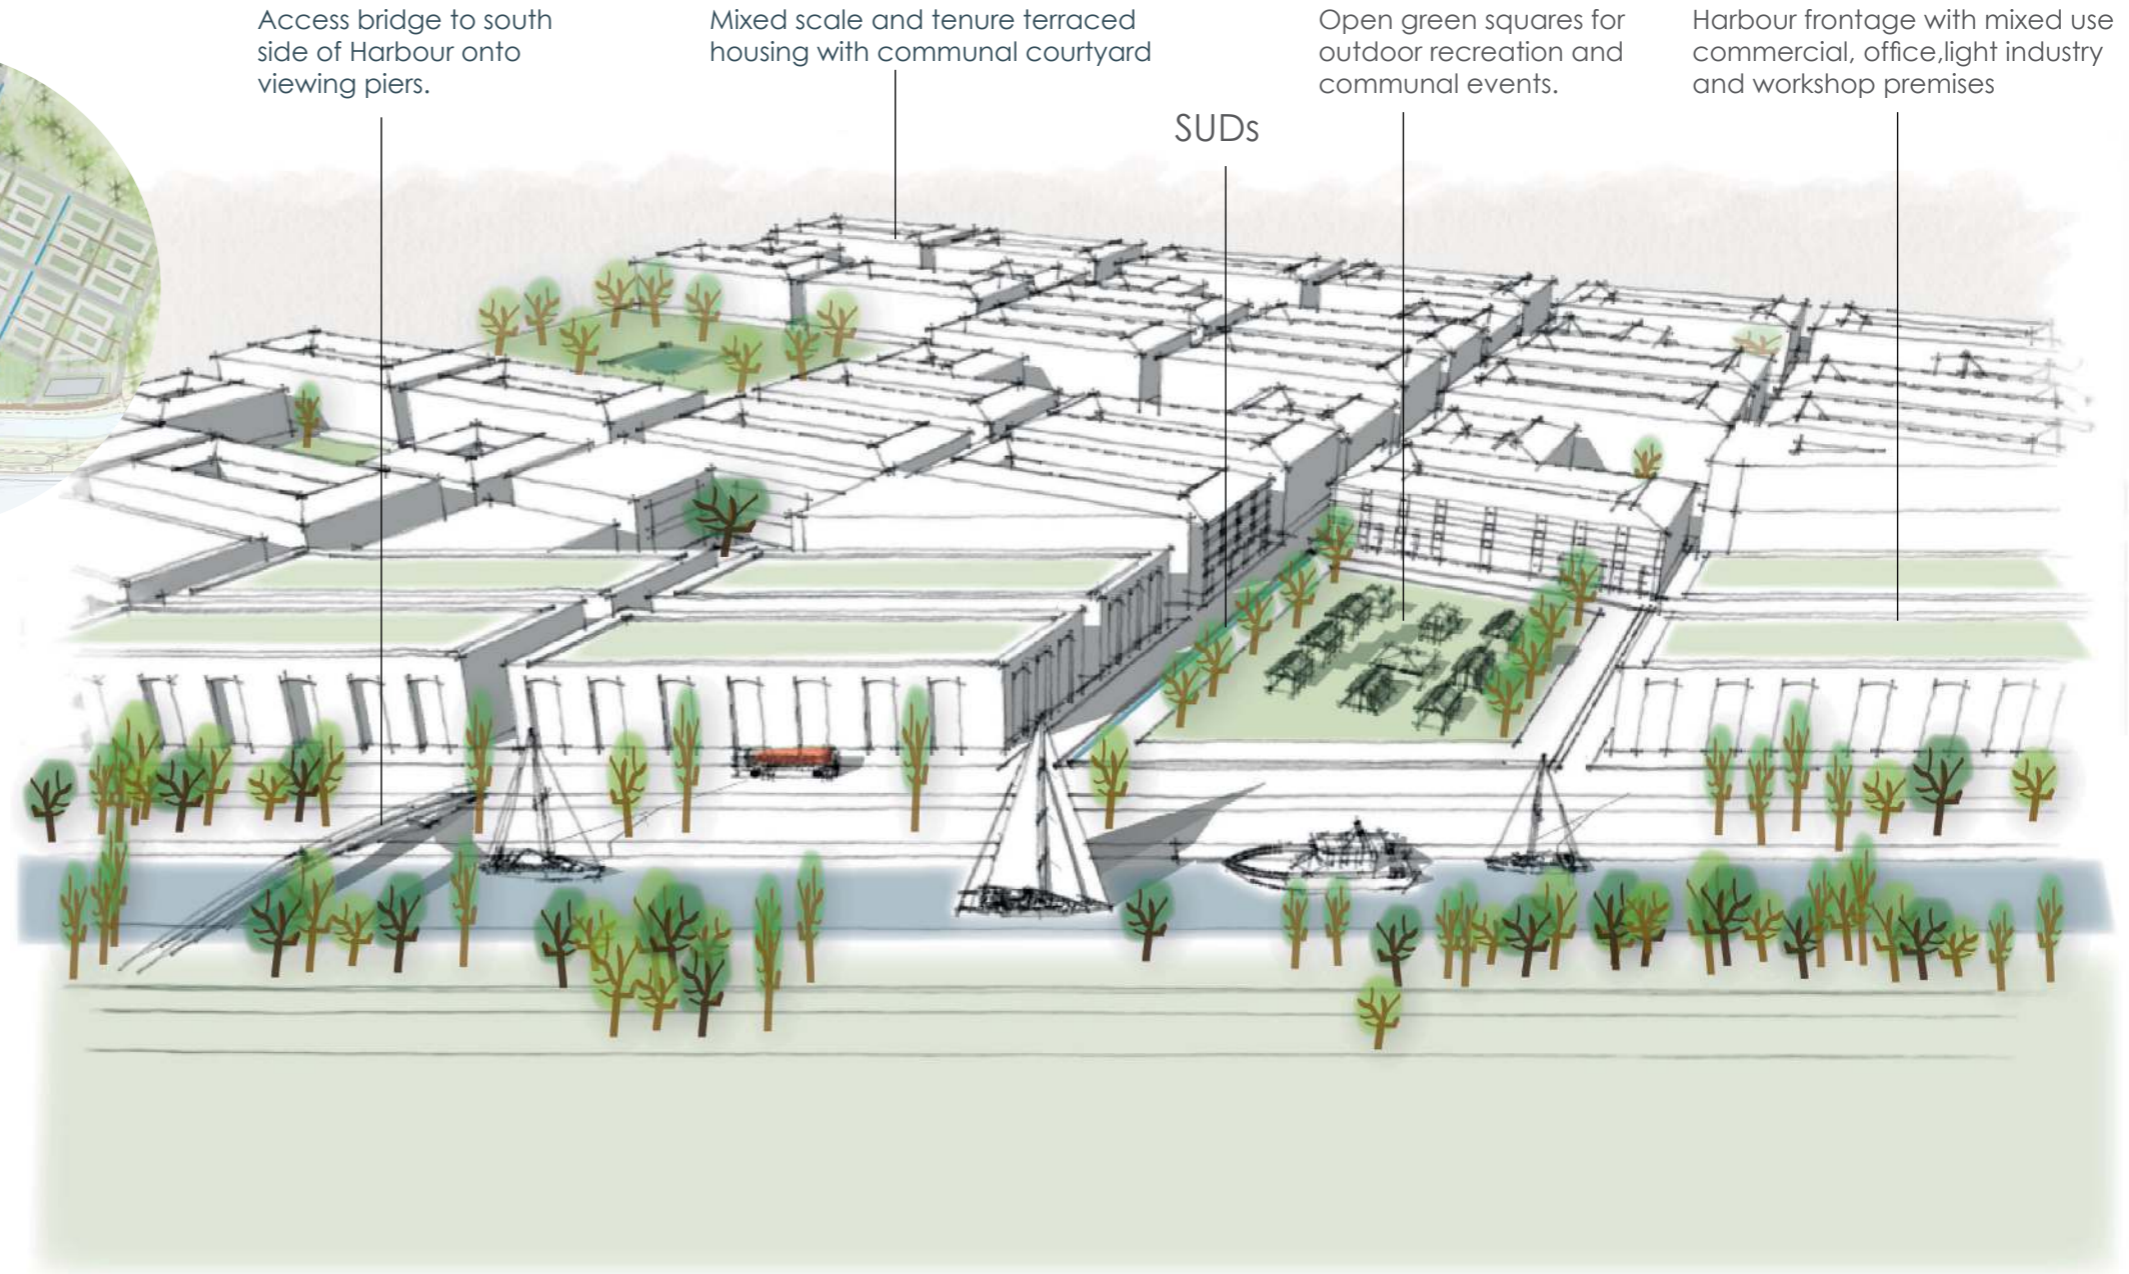 Access bridge to south
side of Harbour onto
viewing piers.
Mixed scale and tenure terraced
housing with communal courtyard
SUDs
Open green squares for
outdoor recreation and
communal events.
Harbour frontage with mixed use
commercial, office,light industry
and workshop premises